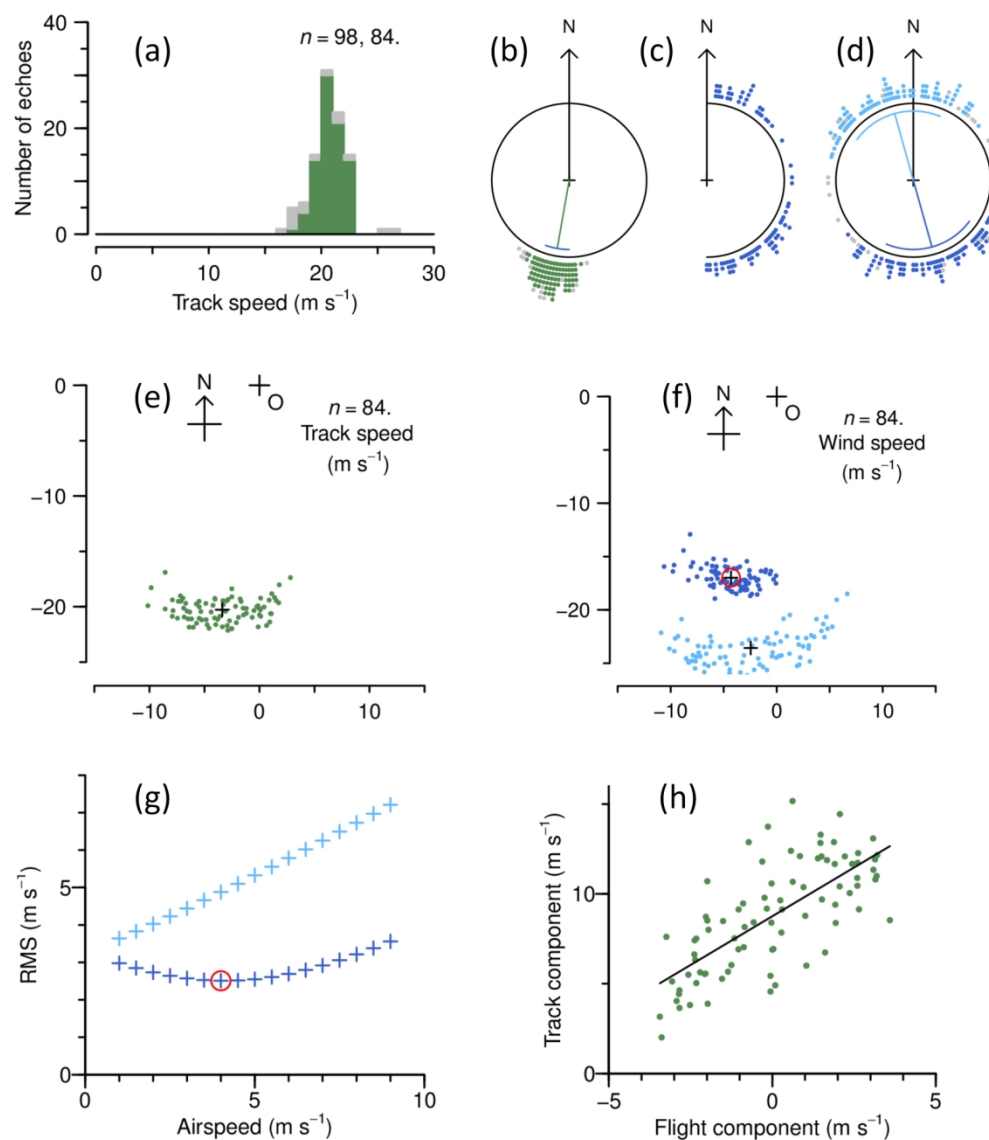 (a)
n = 98, 84.
40
20
0
Number of echoes
0 10 20 30
Track speed (m s⁻¹)
(b)
N
(c)
N
(d)
N
(e)
N
O
n = 84.
Track speed
(m s⁻¹)
0
−10
−20
−10 0 10
(f)
N
O
n = 84.
Wind speed
(m s⁻¹)
0
−10
−20
−10 0 10
(g)
5
0
RMS (m s⁻¹)
0 5 10
Airspeed (m s⁻¹)
(h)
10
0
Track component (m s⁻¹)
−5 0 5
Flight component (m s⁻¹)